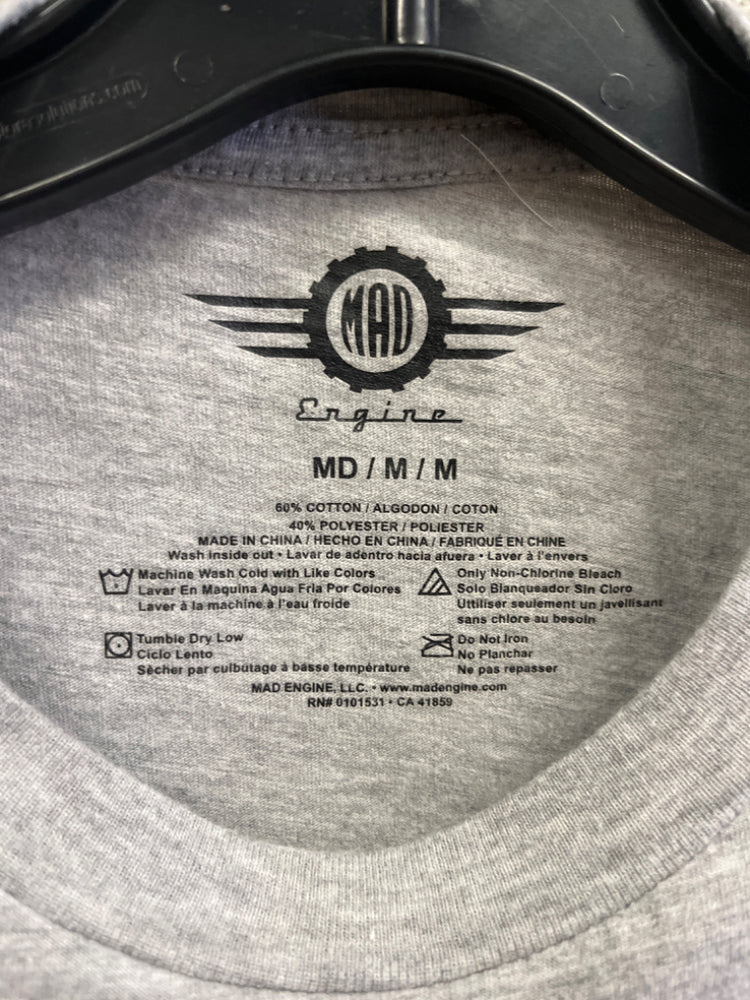 MAD
Engine
MD / M / M
60% COTTON / ALGODON / COTON
40% POLYESTER / POLIESTER
MADE IN CHINA / HECHO EN CHINA / FABRIQUÉ EN CHINE
Wash inside out • Lavar de adentro hacia afuera • Laver à l'envers
Machine Wash Cold with Like Colors
Lavar En Maquina Agua Fria Por Colores
Laver à la machine à l'eau froide
Only Non-Chlorine Bleach
Solo Blanqueador Sin Cloro
Uttiliser seulement un javellisant
sans chlore au besoin
Tumble Dry Low
Ciclo Lento
Sècher par culbutage à basse température
Do Not Iron
No Planchar
Ne pas repasser
MAD ENGINE, LLC. • www.madengine.com
RN# 0101531 • CA 41859